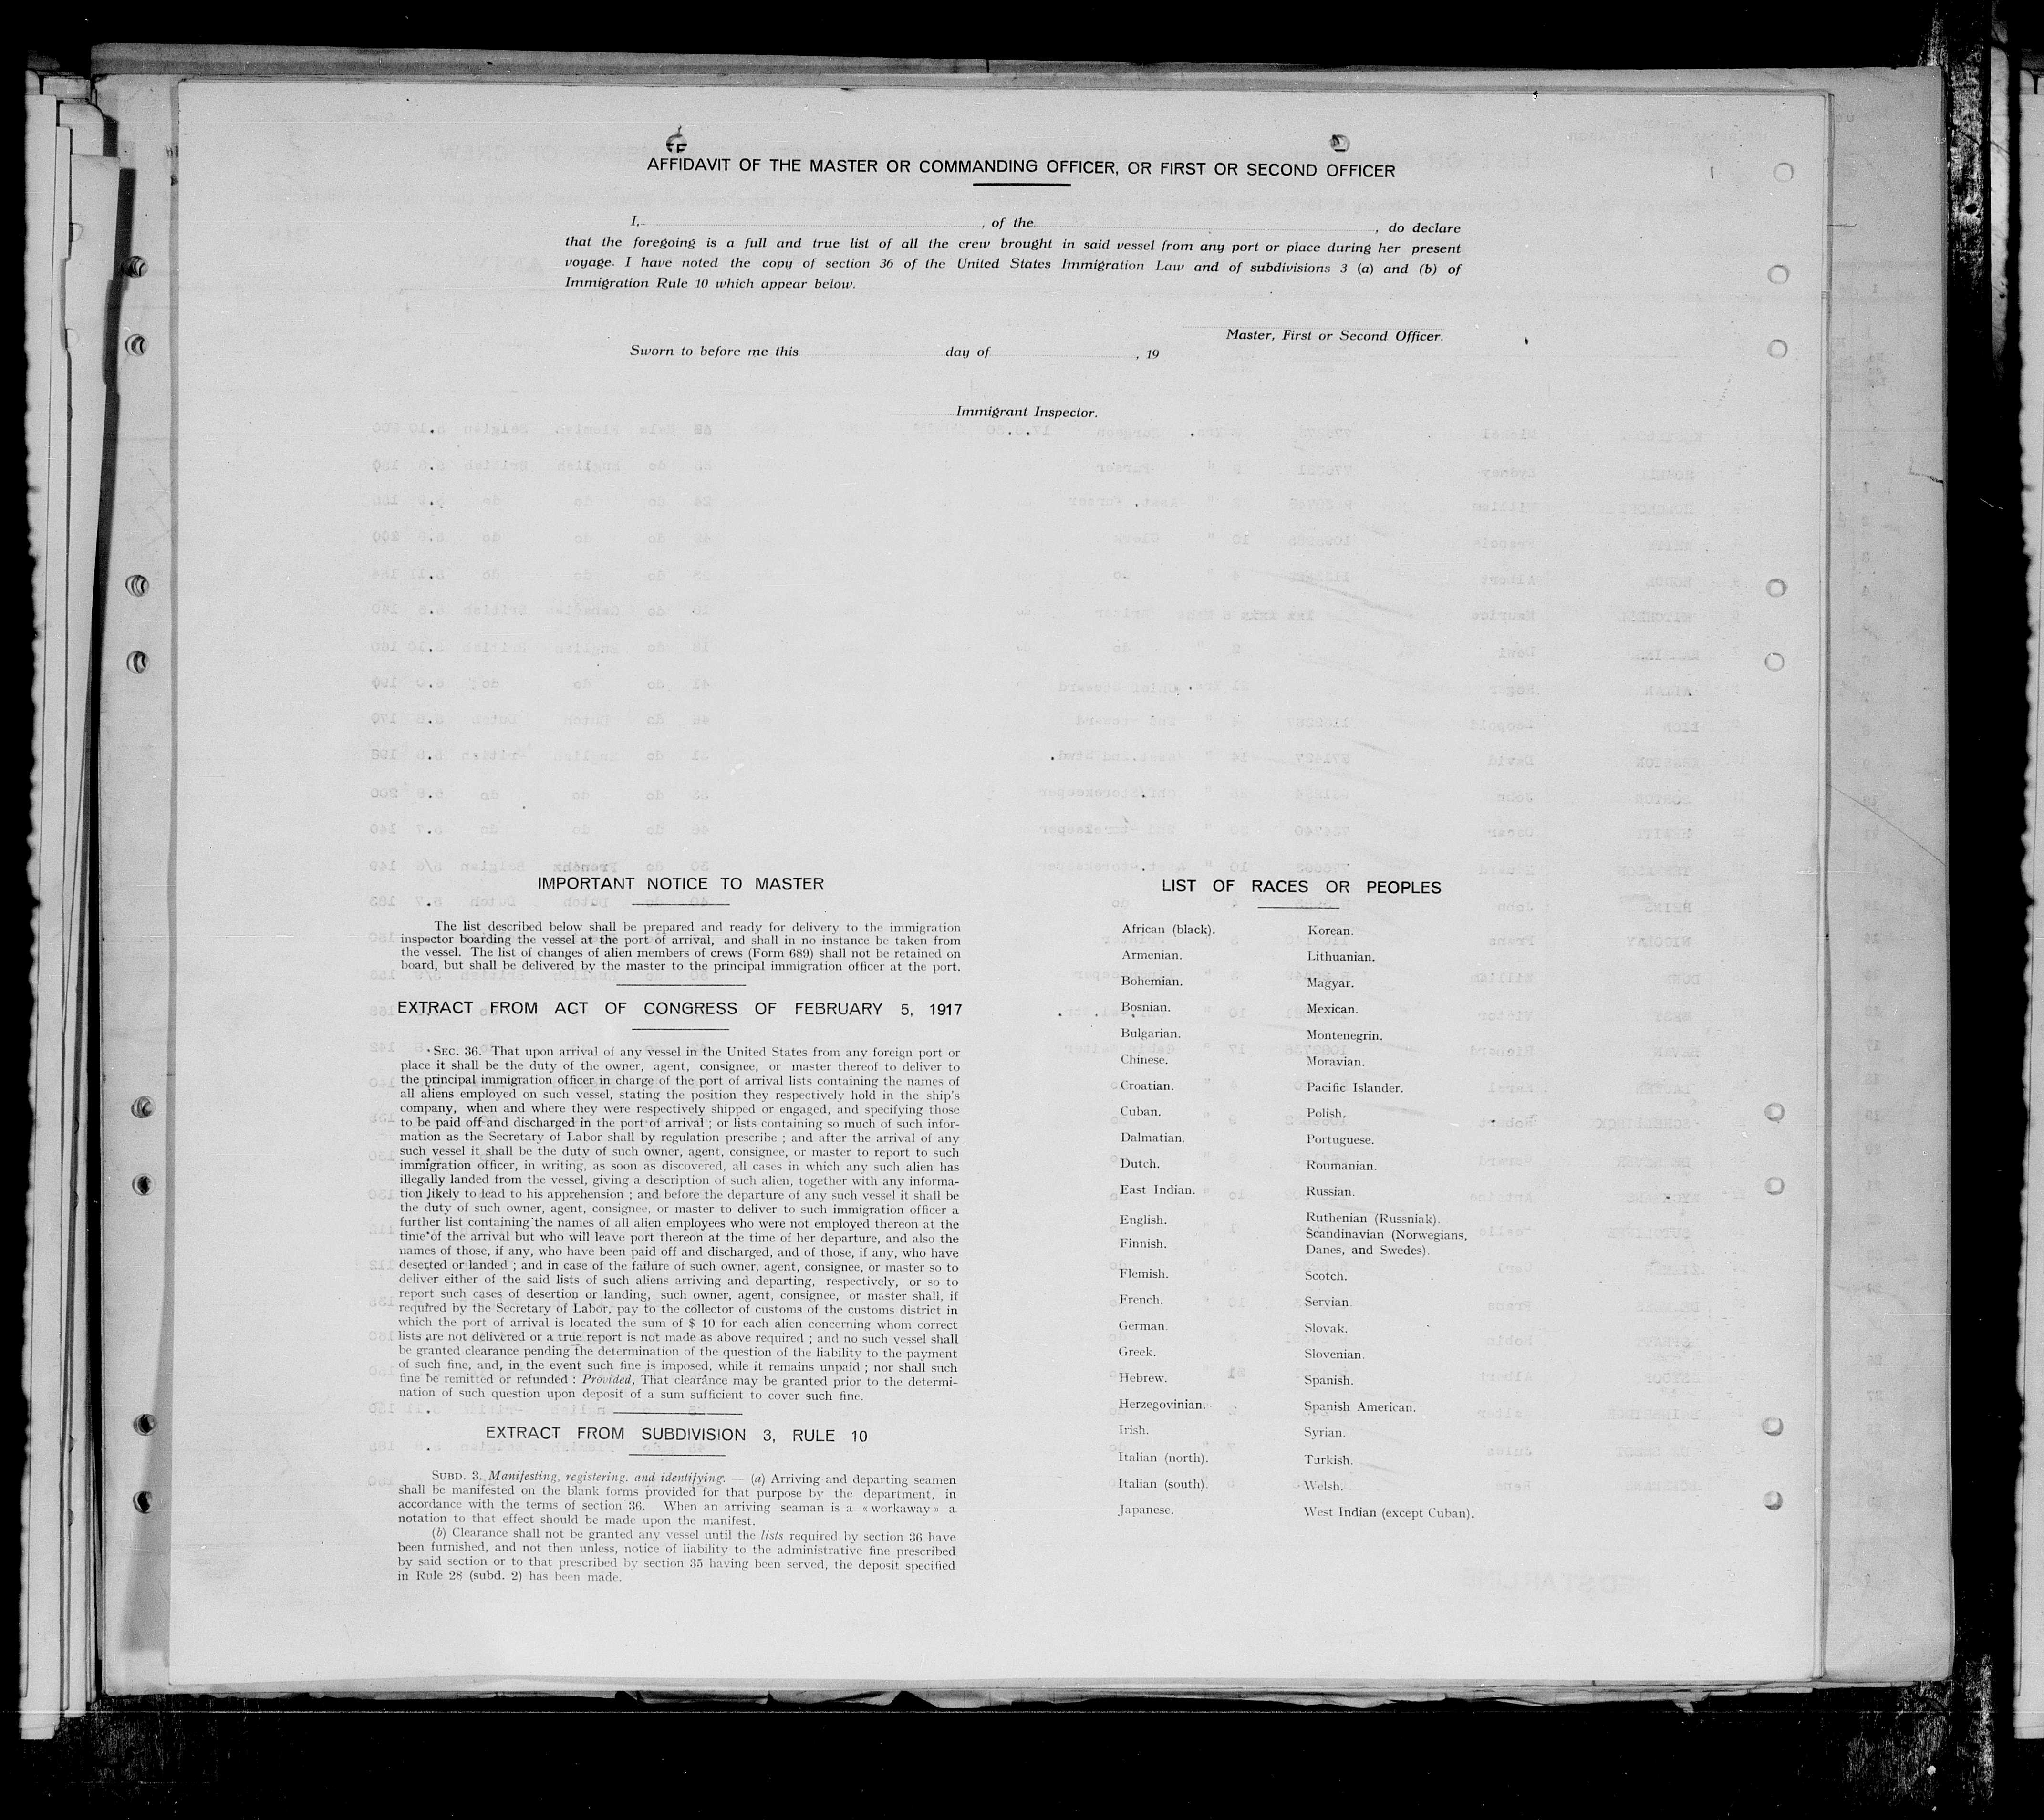 AFFIDAVIT OF THE MASTER OR COMMANDING OFFICER, OR FIRST OR SECOND OFFICER
I, , of the , do declare
that the foregoing is a full and true list of all the crew brought in said vessel from any port or place during her present
voyage. I have noted the copy of section 36 of the United States Immigration Law and of subdivisions 3 (a) and (b) of
Immigration Rule 10 which appear below.
Master, First or Second Officer.
Sworn to before me this day of , 19
Immigrant Inspector.
IMPORTANT NOTICE TO MASTER
The list described below shall be prepared and ready for delivery to the immigration
inspector boarding the vessel at the port of arrival, and shall in no instance be taken from
the vessel. The list of changes of alien members of crews (Form 689) shall not be retained on
board, but shall be delivered by the master to the principal immigration officer at the port.
EXTRACT FROM ACT OF CONGRESS OF FEBRUARY 5, 1917
SEC. 36. That upon arrival of any vessel in the United States from any foreign port or
place it shall be the duty of the owner, agent, consignee, or master thereof to deliver to
the principal immigration officer in charge of the port of arrival lists containing the names of
all aliens employed on such vessel, stating the position they respectively hold in the ship's
company, when and where they were respectively shipped or engaged, and specifying those
to be paid off and discharged in the port of arrival ; or lists containing so much of such infor-
mation as the Secretary of Labor shall by regulation prescribe ; and after the arrival of any
such vessel it shall be the duty of such owner, agent, consignee, or master to report to such
immigration officer, in writing, as soon as discovered, all cases in which any such alien has
illegally landed from the vessel, giving a description of such alien, together with any informa-
tion likely to lead to his apprehension ; and before the departure of any such vessel it shall be
the duty of such owner, agent, consignee, or master to deliver to such immigration officer a
further list containing the names of all alien employees who were not employed thereon at the
time of the arrival but who will leave port thereon at the time of her departure, and also the
names of those, if any, who have been paid off and discharged, and of those, if any, who have
deserted or landed ; and in case of the failure of such owner. agent, consignee, or master so to
deliver either of the said lists of such aliens arriving and departing, respectively, or so to
report such cases of desertion or landing, such owner, agent, consignee, or master shall, if
required by the Secretary of Labor, pay to the collector of customs of the customs district in
which the port of arrival is located the sum of $ 10 for each alien concerning whom correct
lists are not delivered or a true report is not made as above required ; and no such vessel shall
be granted clearance pending the determination of the question of the liability to the payment
of such fine, and, in the event such fine is imposed, while it remains unpaid ; nor shall such
fine be remitted or refunded : Provided, That clearance may be granted prior to the determi-
nation of such question upon deposit of a sum sufficient to cover such fine.
EXTRACT FROM SUBDIVISION 3, RULE 10
SUBD. 3. Manifesting, registering. and identifying. — (a) Arriving and departing seamen
shall be manifested on the blank forms provided for that purpose by the department, in
accordance with the terms of section 36. When an arriving seaman is a « workaway » a
notation to that effect should be made upon the manifest.
(b) Clearance shall not be granted any vessel until the lists required by section 36 have
been furnished, and not then unless, notice of liability to the administrative fine prescribed
by said section or to that prescribed by section 35 having been served, the deposit specified
in Rule 28 (subd. 2) has been made.
LIST OF RACES OR PEOPLES
African (black).
Armenian.
Bohemian.
Bosnian.
Bulgarian.
Chinese.
Croatian.
Cuban.
Dalmatian.
Dutch.
East Indian.
English.
Finnish.
Flemish.
French.
German.
Greek.
Hebrew.
Herzegovinian.
Irish.
Italian (north).
Italian (south).
Japanese.
Korean.
Lithuanian.
Magyar.
Mexican.
Montenegrin.
Moravian.
Pacific Islander.
Polish.
Portuguese.
Roumanian.
Russian.
Ruthenian (Russniak).
Scandinavian (Norwegians,
Danes, and Swedes).
Scotch.
Servian.
Slovak.
Slovenian.
Spanish.
Spanish American.
Syrian.
Turkish.
Welsh.
West Indian (except Cuban).